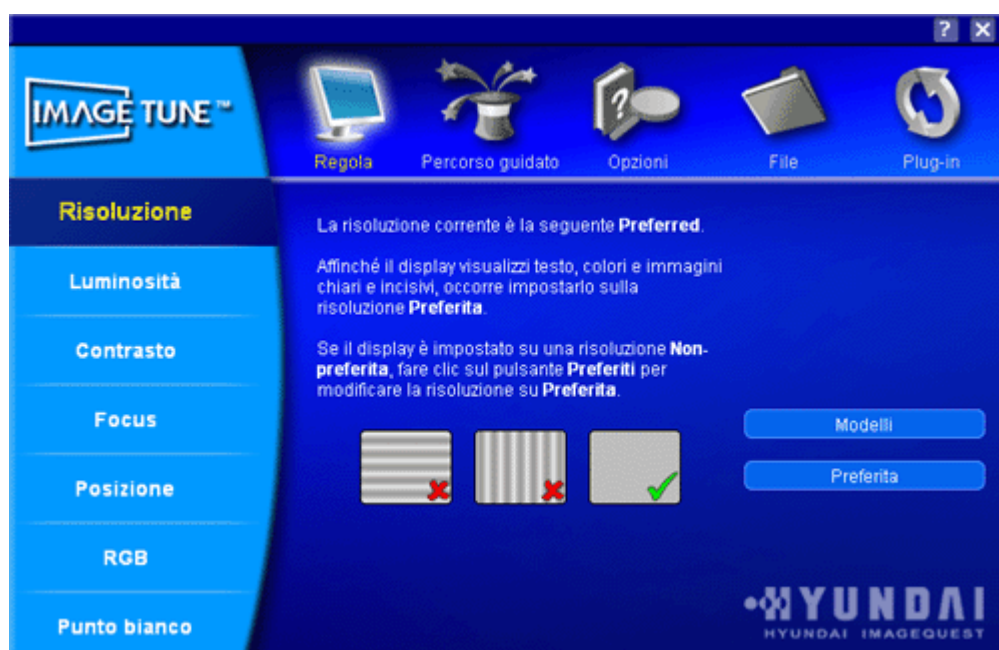 IMAGE TUNE™
Regola
Percorso guidato
Opzioni
File
Plug-in
Risoluzione
Luminosità
Contrasto
Focus
Posizione
RGB
Punto bianco
La risoluzione corrente è la seguente Preferred.
Affinché il display visualizzi testo, colori e immagini
chiari e incisivi, occorre impostarlo sulla
risoluzione Preferita.
Se il display è impostato su una risoluzione Non-
preferita, fare clic sul pulsante Preferiti per
modificare la risoluzione su Preferita.
Modelli
Preferita
HYUNDAI
HYUNDAI IMAGEQUEST